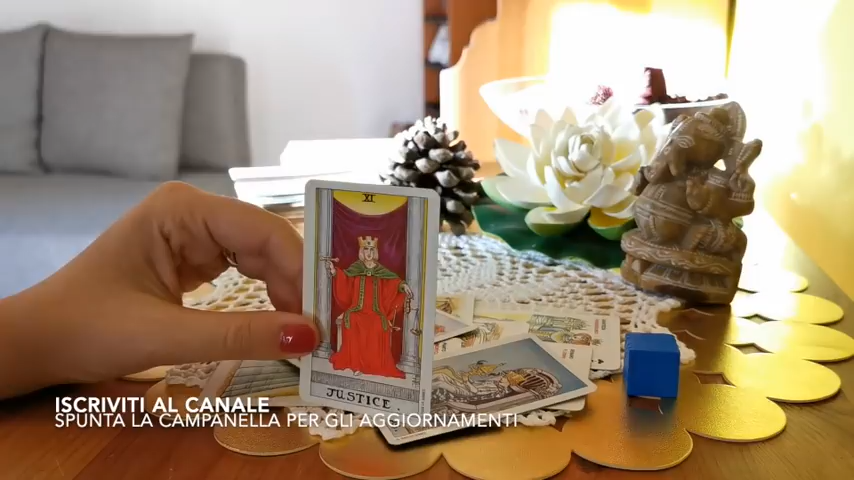 XI
JUSTICE.
ISCRIVITI AL CANALE
SPUNTA LA CAMPANELLA PER GLI AGGIORNAMENTI